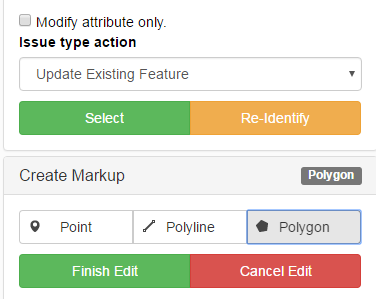 Modify attribute only.
Issue type action
Update Existing Feature
Select Re-Identify
Create Markup Polygon
Point Polyline Polygon
Finish Edit Cancel Edit